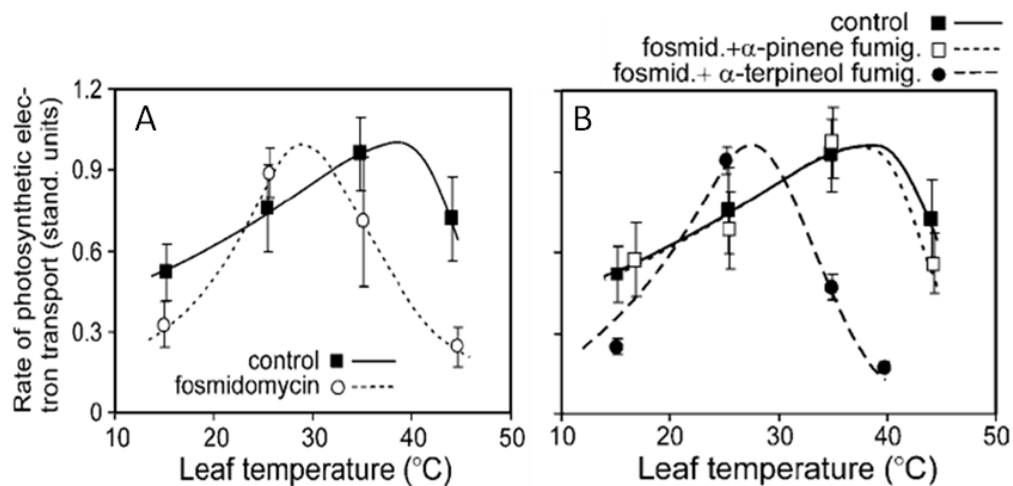 control
fosmid.+α-pinene fumig.
fosmid.+ α-terpineol fumig.
A
B
Rate of photosynthetic elec-
tron transport (stand. units)
1.2
0.9
0.6
0.3
0
control
fosmidomycin
10 20 30 40 50
10 20 30 40 50
Leaf temperature (°C)
Leaf temperature (°C)